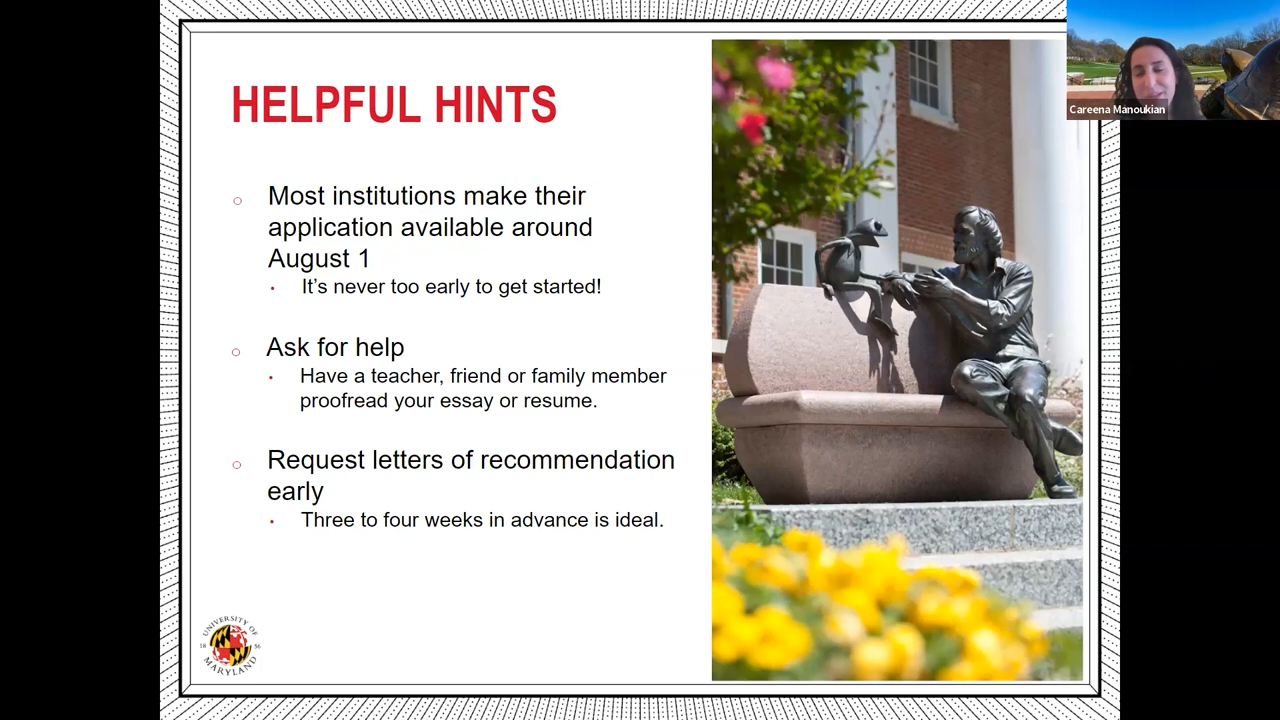 HELPFUL HINTS
Most institutions make their
application available around
August 1
It's never too early to get started!
Ask for help
Have a teacher, friend or family member
proofread your essay or resume.
Request letters of recommendation
early
Three to four weeks in advance is ideal.
UNIVERSITY OF
18 56
MARYLAND
Careena Manoukian